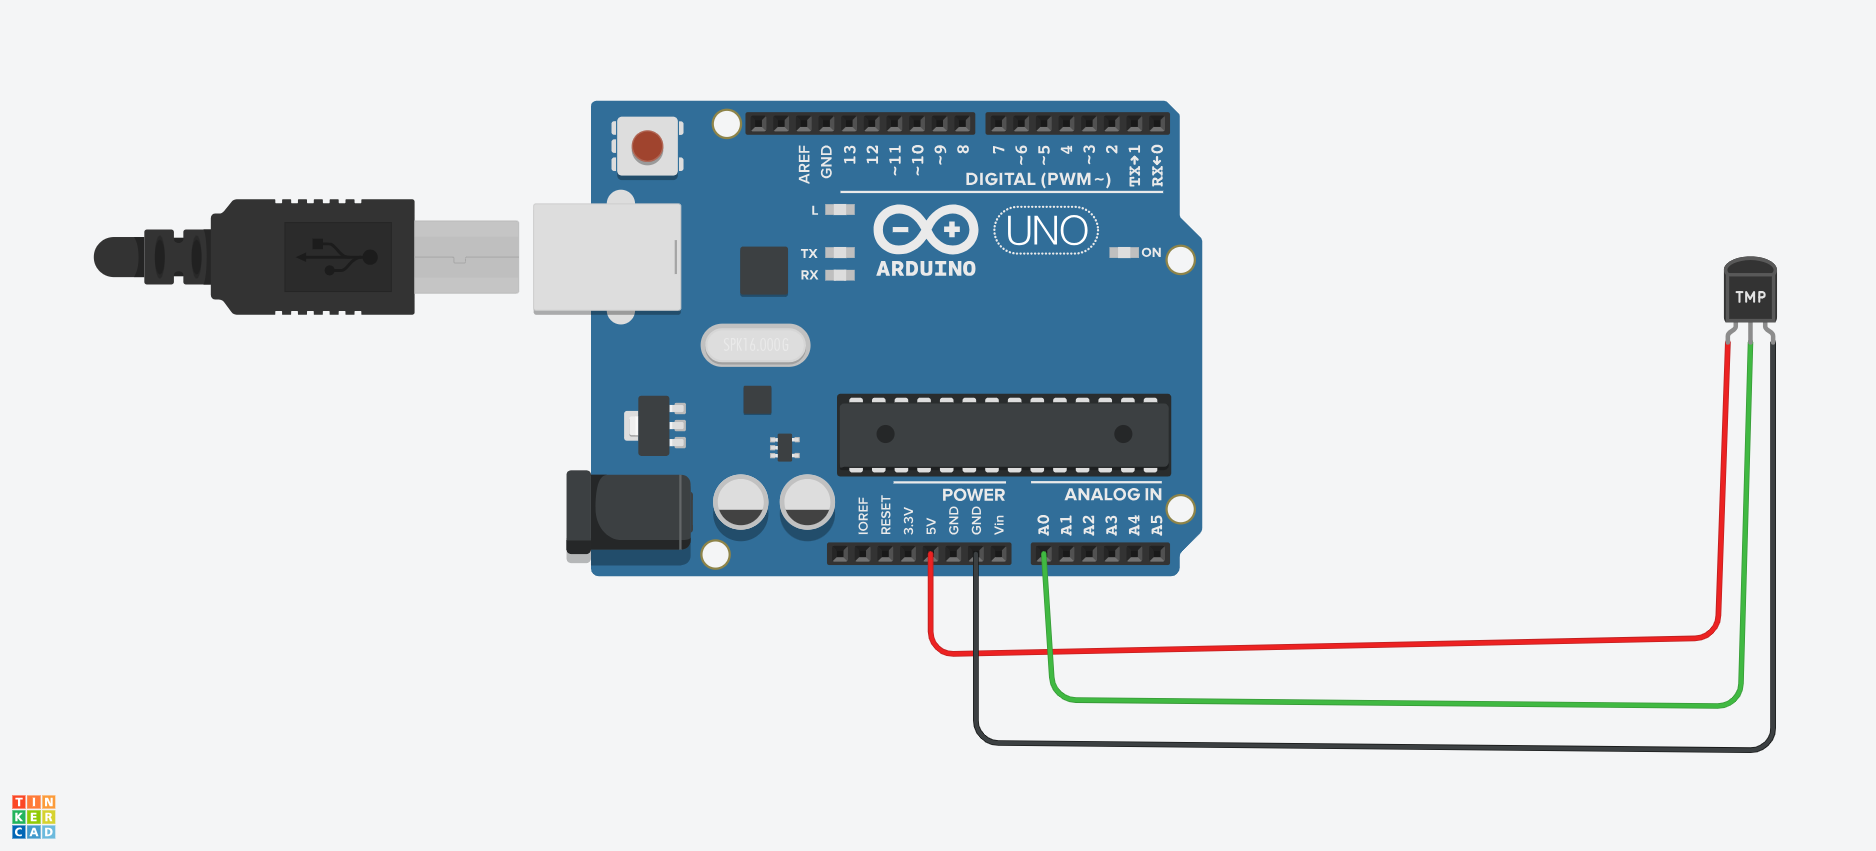 AREF
GND
13
12
~11
~10
~9
8
7
~6
~5
4
~3
2
TX→1
RX←0
DIGITAL (PWM~)
L
TX
RX
ARDUINO
UNO
ON
TMP
SPK16.000G
POWER
ANALOG IN
IOREF
RESET
3.3V
5V
GND
GND
Vin
A0
A1
A2
A3
A4
A5
TIN
KER
CAD